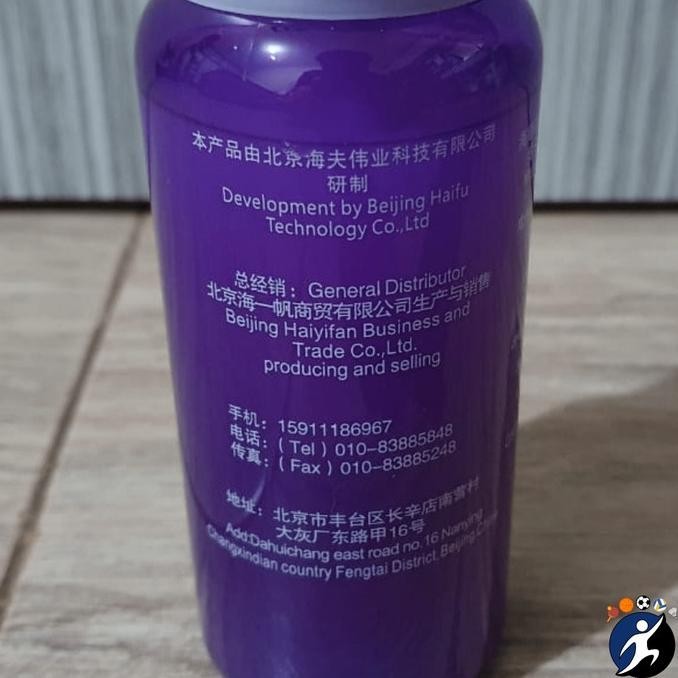 本产品由北京海夫伟业科技有限公司
研制
Development by Beijing Haifu
Technology Co.,Ltd
总经销：General Distributor
北京海一帆商贸有限公司生产与销售
Beijing Haiyifan Business and
Trade Co.,Ltd.
producing and selling
手机：15911186967
电话：( Tel ) 010-83885848
传真：( Fax ) 010-83885248
地址：北京市丰台区长辛店南营村
大灰厂东路甲16号
Add:Dahuichang east road no.16 Nanying
Changxindian country Fengtai District, Beijing, China